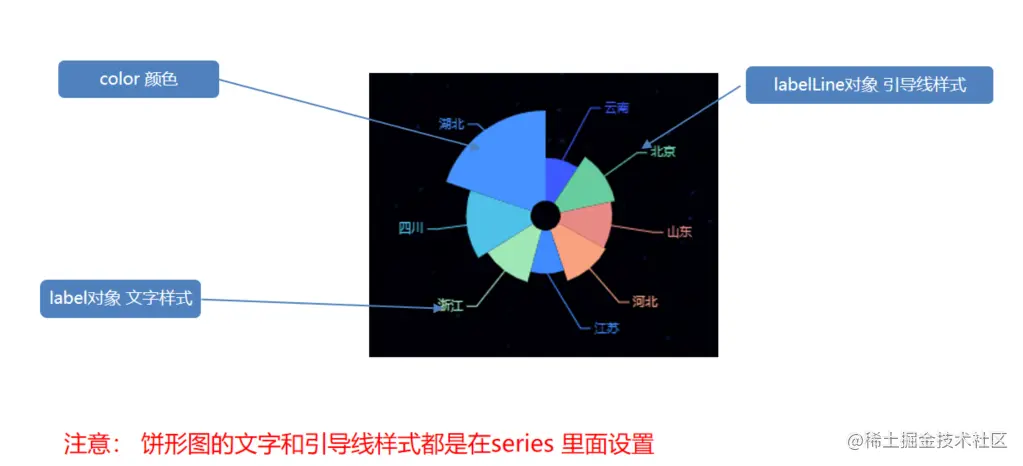 color 颜色
labelLine对象 引导线样式
云南
湖北
北京
四川
山东
label对象 文字样式
浙江
河北
江苏
注意： 饼形图的文字和引导线样式都是在series 里面设置
@稀土掘金技术社区